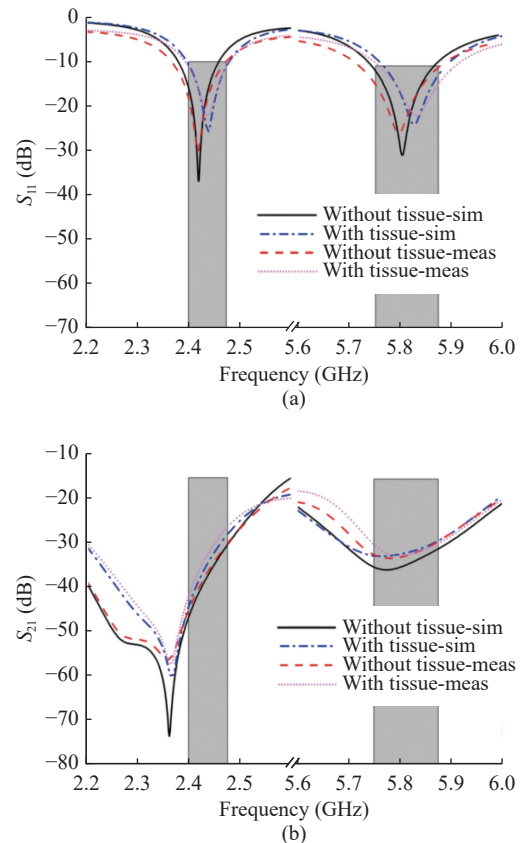 0
−10
−20
−30
−40
−50
−60
−70
S11 (dB)
Without tissue-sim
With tissue-sim
Without tissue-meas
With tissue-meas
2.2 2.3 2.4 2.5 5.6 5.7 5.8 5.9 6.0
Frequency (GHz)
(a)
−10
−20
−30
−40
−50
−60
−70
−80
S21 (dB)
Without tissue-sim
With tissue-sim
Without tissue-meas
With tissue-meas
2.2 2.3 2.4 2.5 5.6 5.7 5.8 5.9 6.0
Frequency (GHz)
(b)